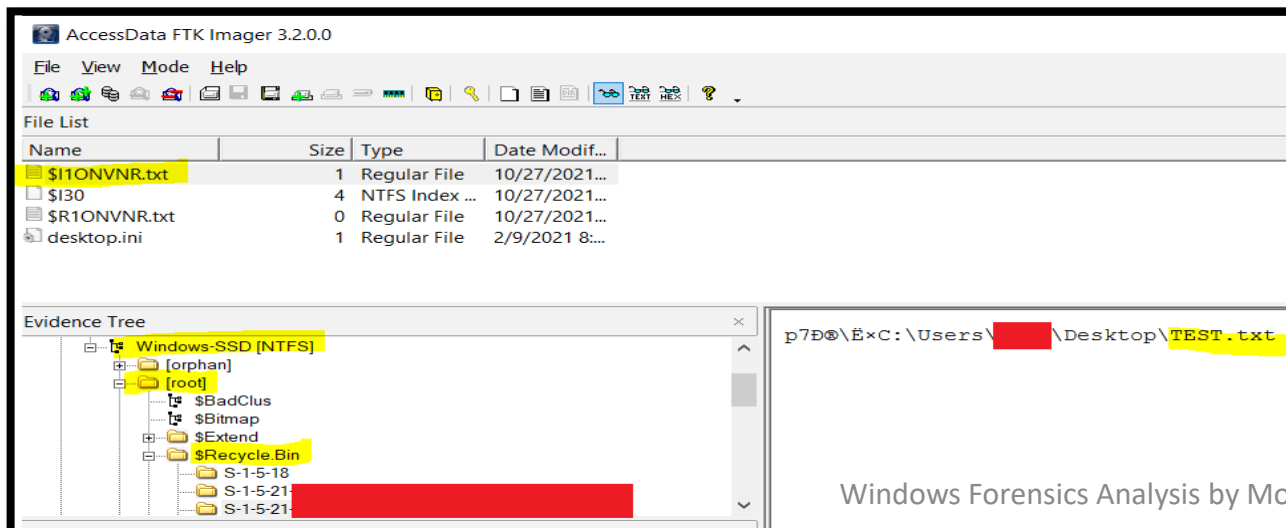 AccessData FTK Imager 3.2.0.0
File View Mode Help
TEXT HEX
File List
Name Size Type Date Modif...
$I1ONVNR.txt 1 Regular File 10/27/2021...
$I30 4 NTFS Index ... 10/27/2021...
$R1ONVNR.txt 0 Regular File 10/27/2021...
desktop.ini 1 Regular File 2/9/2021 8:...
Evidence Tree
Windows-SSD [NTFS]
[orphan]
[root]
$BadClus
$Bitmap
$Extend
$Recycle.Bin
S-1-5-18
S-1-5-21-
S-1-5-21-
p7Ð®\Ë×C:\Users\ \Desktop\TEST.txt
Windows Forensics Analysis by Mo